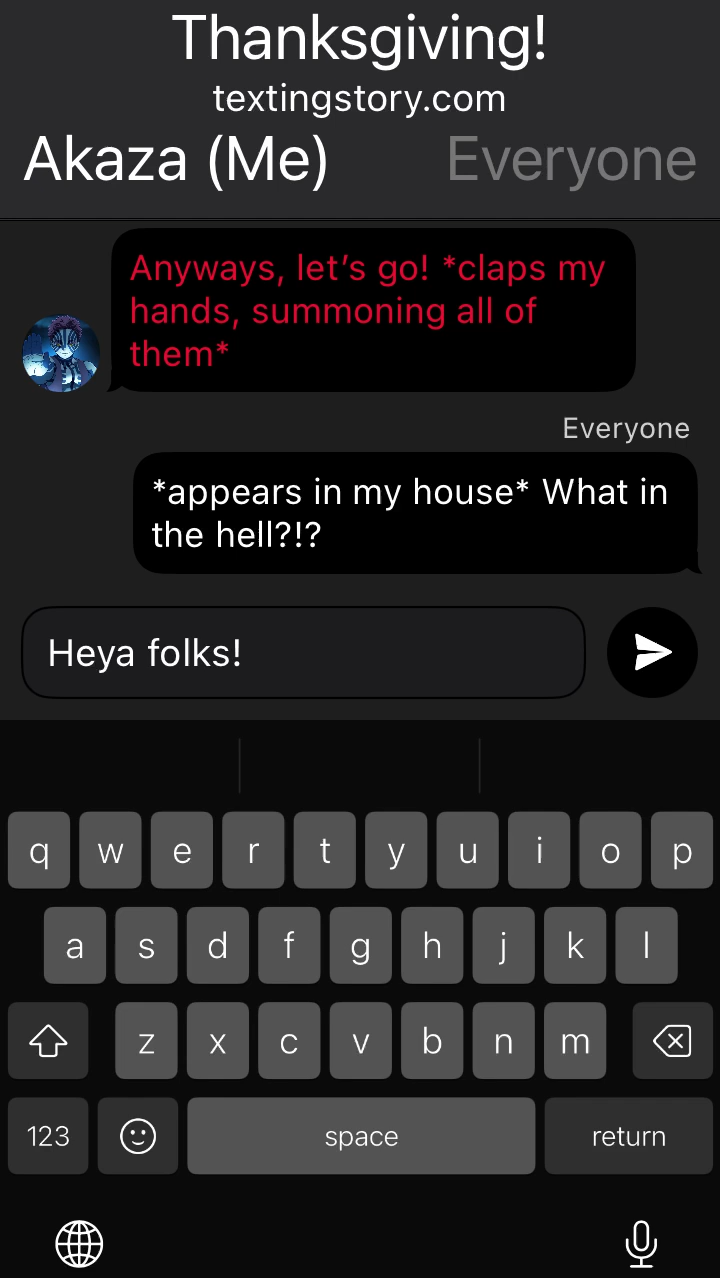 Thanksgiving!
textingstory.com
Akaza (Me) Everyone
Anyways, let’s go! *claps my
hands, summoning all of
them*
Everyone
*appears in my house* What in
the hell?!?
Heya folks!
q w e r t y u i o p
a s d f g h j k l
z x c v b n m
123 space return